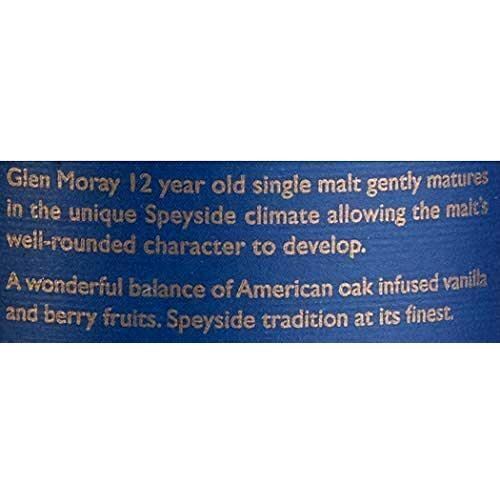 Glen Moray 12 year old single malt gently matures
in the unique Speyside climate allowing the malt's
well-rounded character to develop.
A wonderful balance of American oak infused vanilla
and berry fruits. Speyside tradition at its finest.